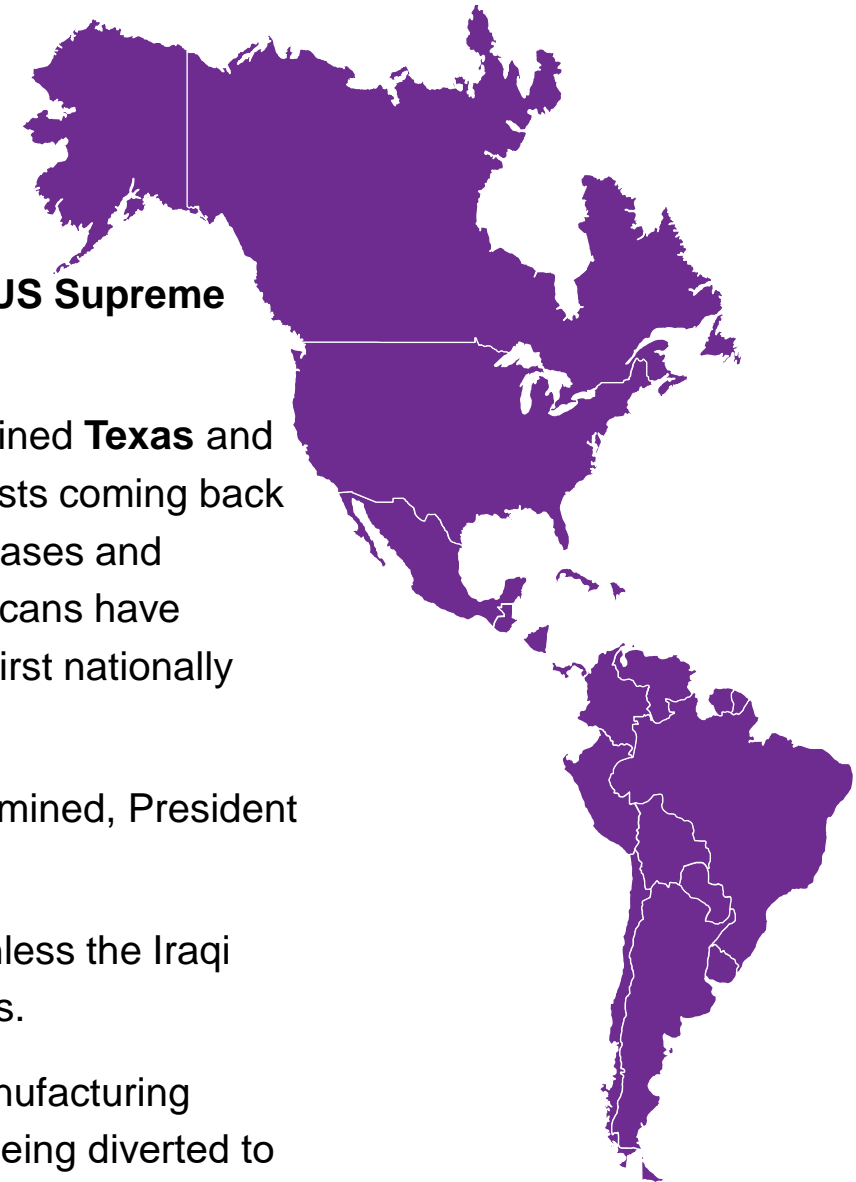 US Supreme
ined Texas and
sts coming back
ases and
cans have
irst nationally
mined, President
less the Iraqi
s.
nufacturing
eing diverted to